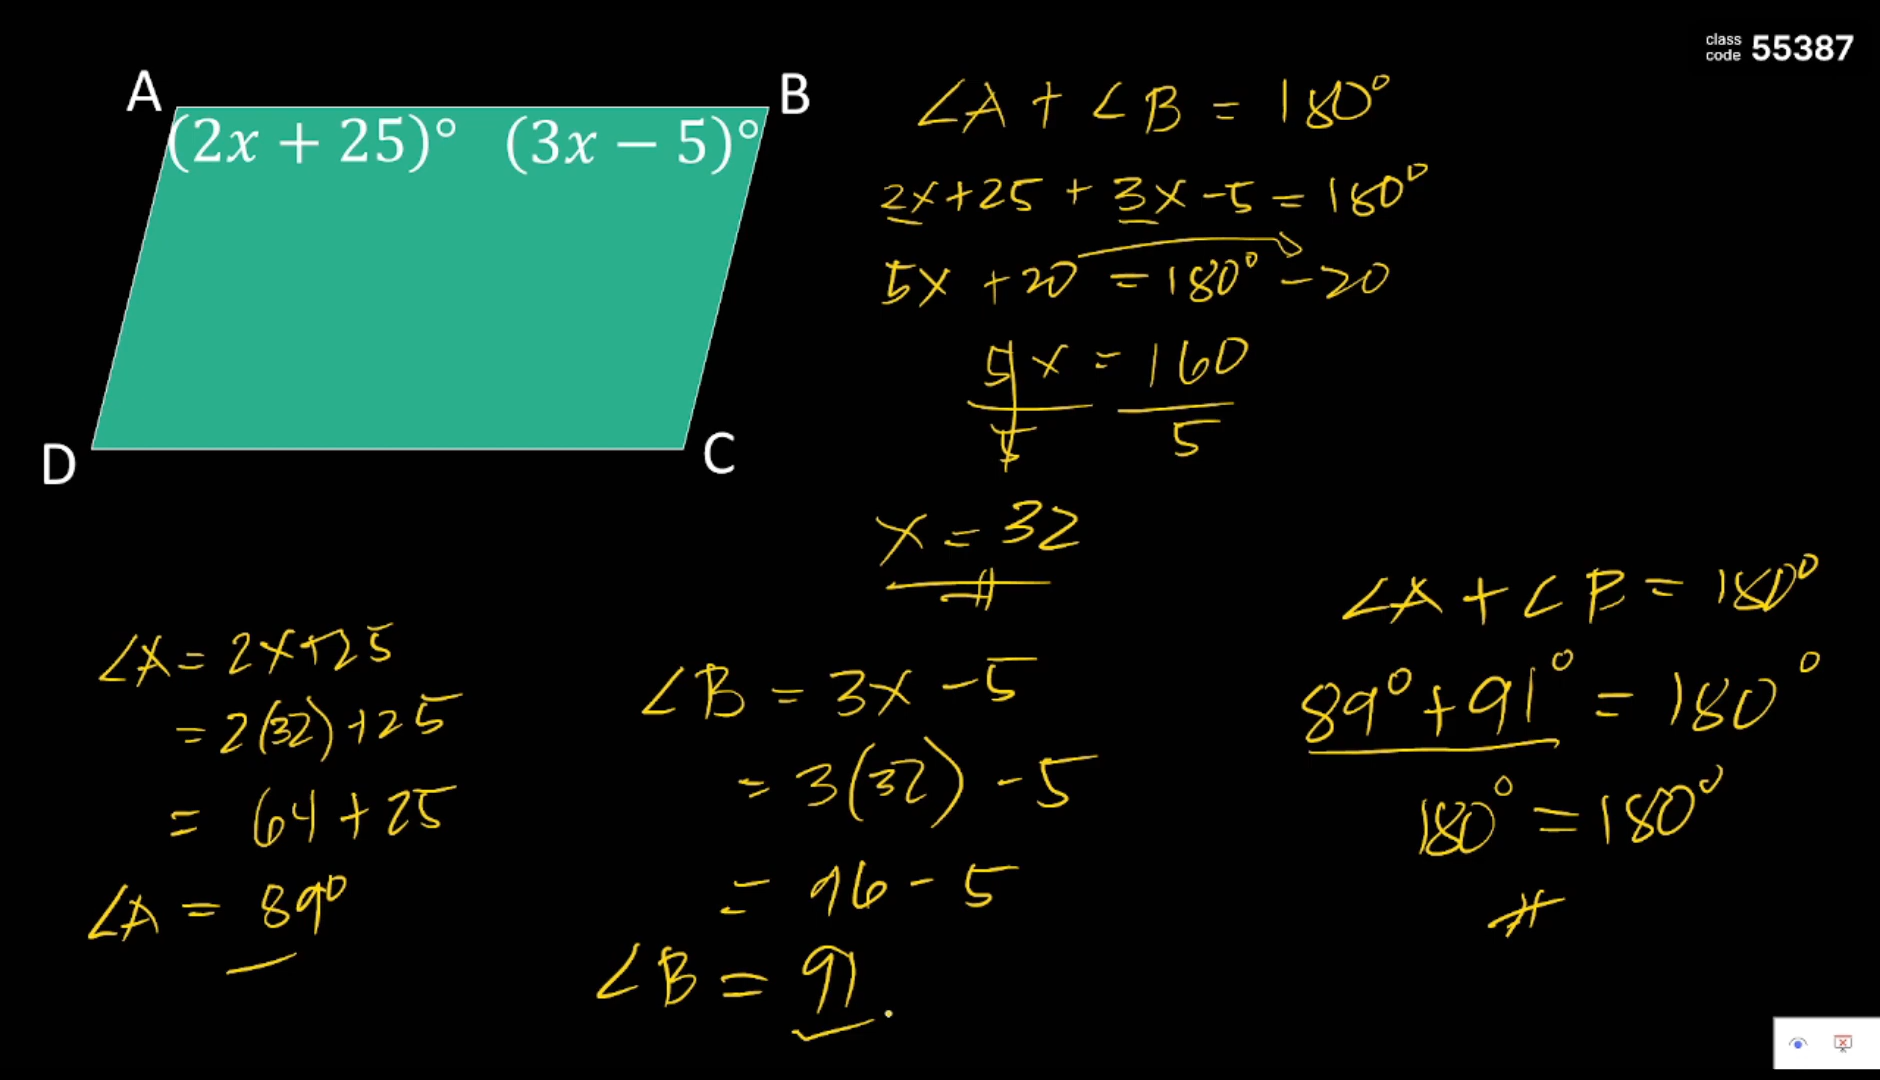 class code 55387
A
B
(2x + 25)° (3x − 5)°
D
C
∠A + ∠B = 180°
2x+25 + 3x -5 = 180°
5x +20 = 180° -20
5x = 160
5 5
x = 32
∠A = 2x+25
= 2(32)+25
= 64+25
∠A = 89°
∠B = 3x -5
= 3(32) -5
= 96 - 5
∠B = 91.
∠A + ∠B = 180°
89° + 91° = 180°
180° = 180°